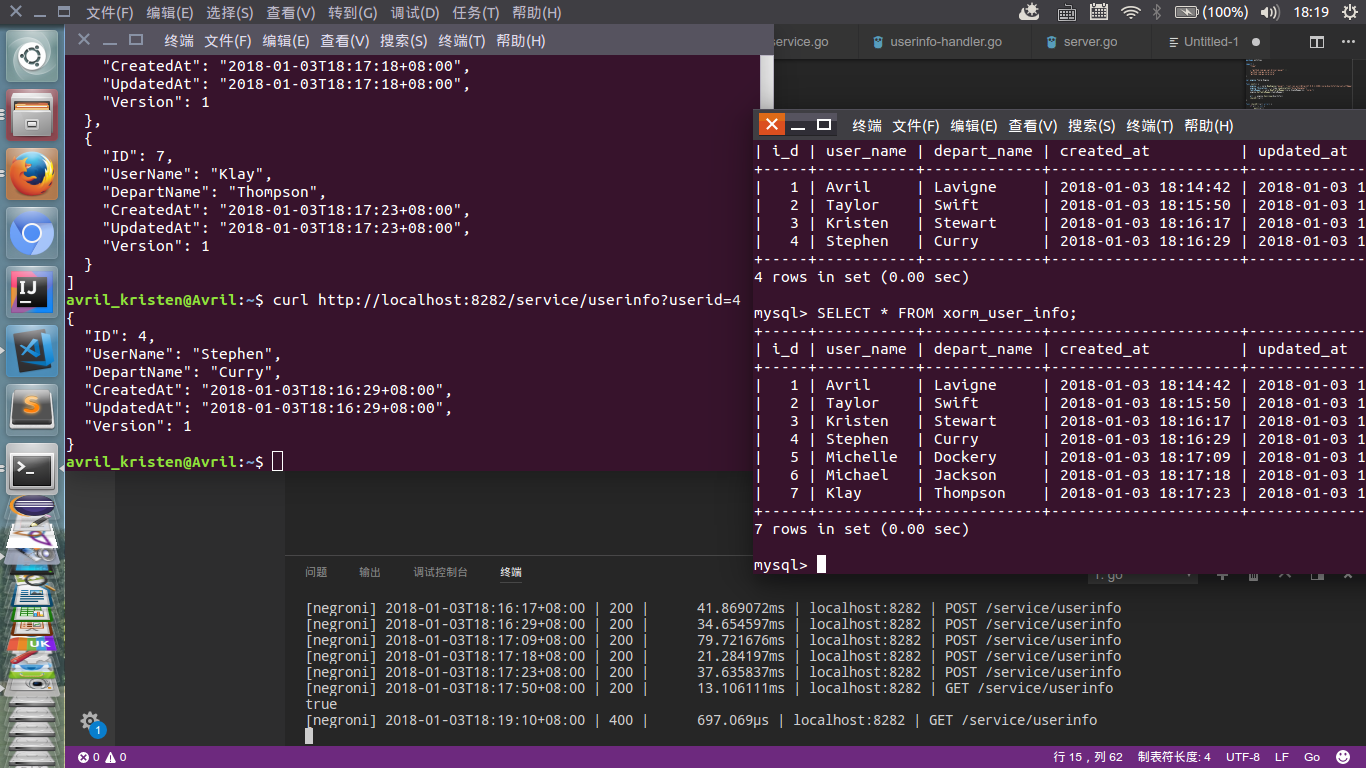 文件(F) 编辑(E) 选择(S) 查看(V) 转到(G) 调试(D) 任务(T) 帮助(H)
(100%) 18:19
终端 文件(F) 编辑(E) 查看(V) 搜索(S) 终端(T) 帮助(H)
ervice.go userinfo-handler.go server.go Untitled-1
"CreatedAt": "2018-01-03T18:17:18+08:00",
"UpdatedAt": "2018-01-03T18:17:18+08:00",
"Version": 1
},
{
"ID": 7,
"UserName": "Klay",
"DepartName": "Thompson",
"CreatedAt": "2018-01-03T18:17:23+08:00",
"UpdatedAt": "2018-01-03T18:17:23+08:00",
"Version": 1
}
]
avril_kristen@Avril:~$ curl http://localhost:8282/service/userinfo?userid=4
{
"ID": 4,
"UserName": "Stephen",
"DepartName": "Curry",
"CreatedAt": "2018-01-03T18:16:29+08:00",
"UpdatedAt": "2018-01-03T18:16:29+08:00",
"Version": 1
}
avril_kristen@Avril:~$
终端 文件(F) 编辑(E) 查看(V) 搜索(S) 终端(T) 帮助(H)
| i_d | user_name | depart_name | created_at | updated_at
+-----+-----------+-------------+---------------------+------------
| 1 | Avril | Lavigne | 2018-01-03 18:14:42 | 2018-01-03 1
| 2 | Taylor | Swift | 2018-01-03 18:15:50 | 2018-01-03 1
| 3 | Kristen | Stewart | 2018-01-03 18:16:17 | 2018-01-03 1
| 4 | Stephen | Curry | 2018-01-03 18:16:29 | 2018-01-03 1
+-----+-----------+-------------+---------------------+------------
4 rows in set (0.00 sec)
mysql> SELECT * FROM xorm_user_info;
+-----+-----------+-------------+---------------------+------------
| i_d | user_name | depart_name | created_at | updated_at
+-----+-----------+-------------+---------------------+------------
| 1 | Avril | Lavigne | 2018-01-03 18:14:42 | 2018-01-03 1
| 2 | Taylor | Swift | 2018-01-03 18:15:50 | 2018-01-03 1
| 3 | Kristen | Stewart | 2018-01-03 18:16:17 | 2018-01-03 1
| 4 | Stephen | Curry | 2018-01-03 18:16:29 | 2018-01-03 1
| 5 | Michelle | Dockery | 2018-01-03 18:17:09 | 2018-01-03 1
| 6 | Michael | Jackson | 2018-01-03 18:17:18 | 2018-01-03 1
| 7 | Klay | Thompson | 2018-01-03 18:17:23 | 2018-01-03 1
+-----+-----------+-------------+---------------------+------------
7 rows in set (0.00 sec)
mysql>
问题 输出 调试控制台 终端
1: go
[negroni] 2018-01-03T18:16:17+08:00 | 200 | 41.869072ms | localhost:8282 | POST /service/userinfo
[negroni] 2018-01-03T18:16:29+08:00 | 200 | 34.654597ms | localhost:8282 | POST /service/userinfo
[negroni] 2018-01-03T18:17:09+08:00 | 200 | 79.721676ms | localhost:8282 | POST /service/userinfo
[negroni] 2018-01-03T18:17:18+08:00 | 200 | 21.284197ms | localhost:8282 | POST /service/userinfo
[negroni] 2018-01-03T18:17:23+08:00 | 200 | 37.635837ms | localhost:8282 | POST /service/userinfo
[negroni] 2018-01-03T18:17:50+08:00 | 200 | 13.106111ms | localhost:8282 | GET /service/userinfo
true
[negroni] 2018-01-03T18:19:10+08:00 | 400 | 697.069µs | localhost:8282 | GET /service/userinfo
IJ
S
UK
1
0 0 行 15，列 62 制表符长度: 4 UTF-8 LF Go